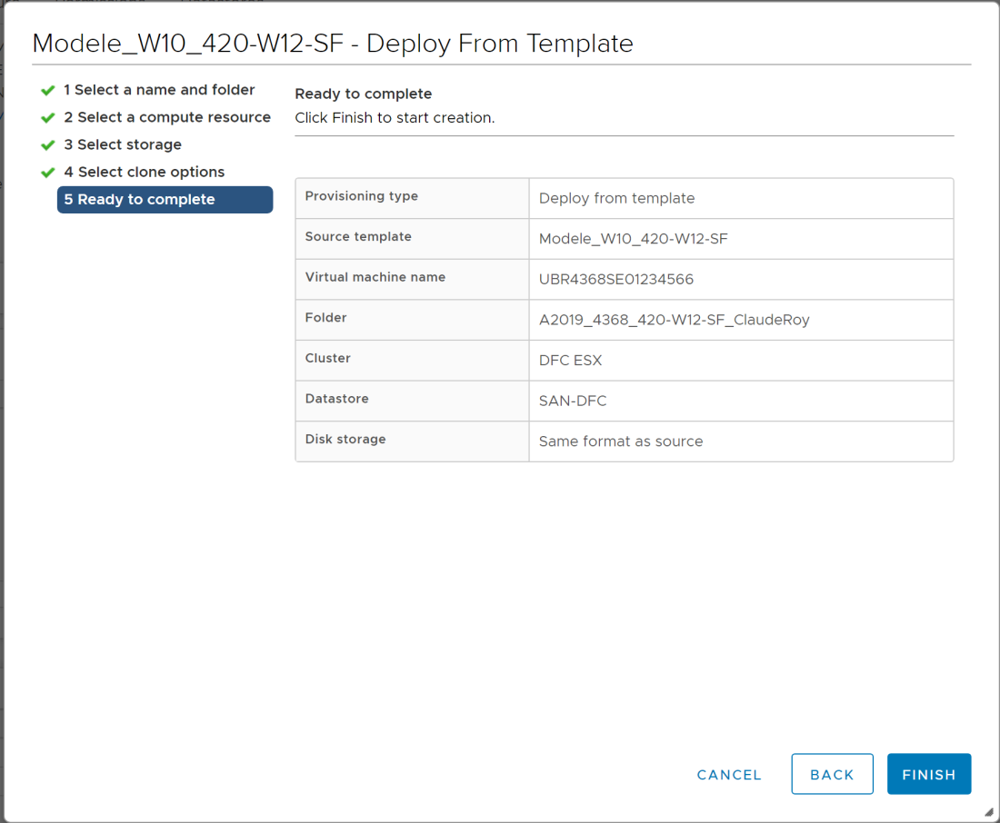 Modele_W10_420-W12-SF - Deploy From Template
1 Select a name and folder
2 Select a compute resource
3 Select storage
4 Select clone options
5 Ready to complete
Ready to complete
Click Finish to start creation.
Provisioning type Deploy from template
Source template Modele_W10_420-W12-SF
Virtual machine name UBR4368SE01234566
Folder A2019_4368_420-W12-SF_ClaudeRoy
Cluster DFC ESX
Datastore SAN-DFC
Disk storage Same format as source
CANCEL BACK FINISH